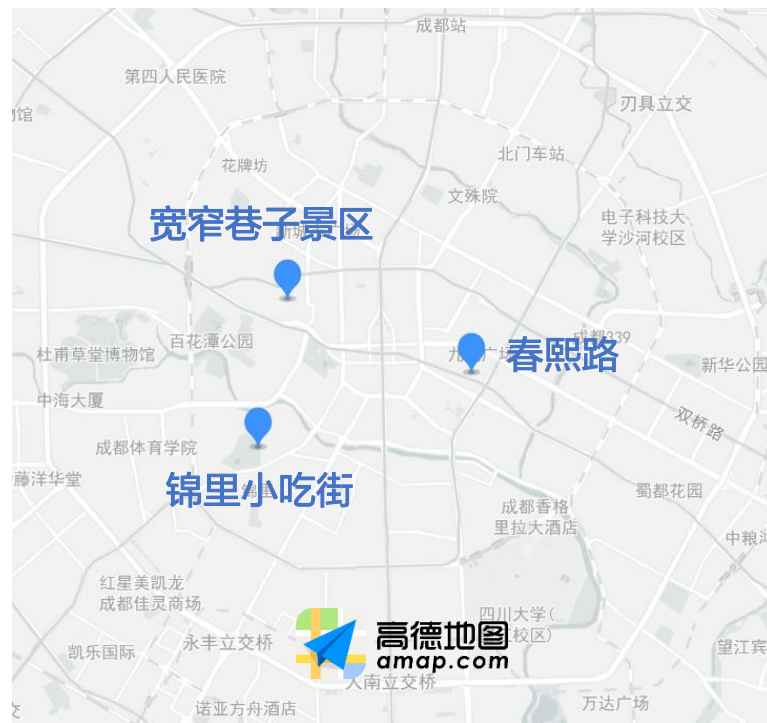 成都站
第四人民医院
刃具立交
物馆
北门车站
花牌坊
文殊院
宽窄巷子景区
电子科技大
学沙河校区
成都339
百花潭公园
春熙路
杜甫草堂博物馆
新华公园
中海大厦
双桥路
成都体育学院
藤洋华堂
锦里小吃街
蜀都花园
成都香格
里拉大酒店
中粮
红星美凯龙
成都佳灵商场
高德地图
amap.com
四川大学(
校区)
永丰立交桥
望江宾
凯乐国际
人南立交桥
万达广场
诺亚方舟酒店